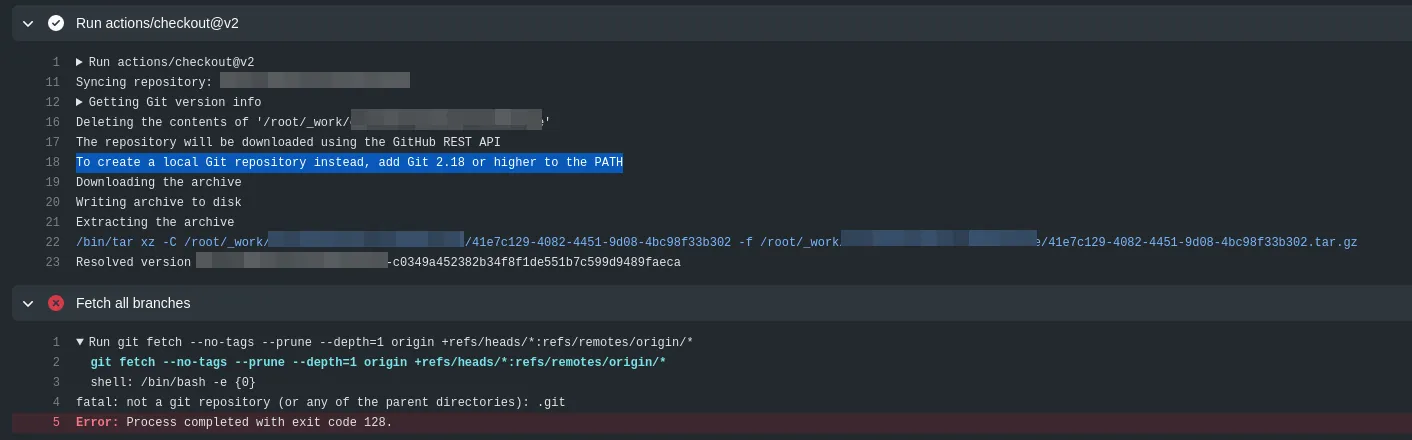 Run actions/checkout@v2
1 Run actions/checkout@v2
11 Syncing repository:
12 Getting Git version info
16 Deleting the contents of '/root/_work/ e'
17 The repository will be downloaded using the GitHub REST API
18 To create a local Git repository instead, add Git 2.18 or higher to the PATH
19 Downloading the archive
20 Writing archive to disk
21 Extracting the archive
22 /bin/tar xz -C /root/_work/ /41e7c129-4082-4451-9d08-4bc98f33b302 -f /root/_work/ e/41e7c129-4082-4451-9d08-4bc98f33b302.tar.gz
23 Resolved version -c0349a452382b34f8f1de551b7c599d9489faeca
Fetch all branches
1 Run git fetch --no-tags --prune --depth=1 origin +refs/heads/*:refs/remotes/origin/*
2 git fetch --no-tags --prune --depth=1 origin +refs/heads/*:refs/remotes/origin/*
3 shell: /bin/bash -e {0}
4 fatal: not a git repository (or any of the parent directories): .git
5 Error: Process completed with exit code 128.